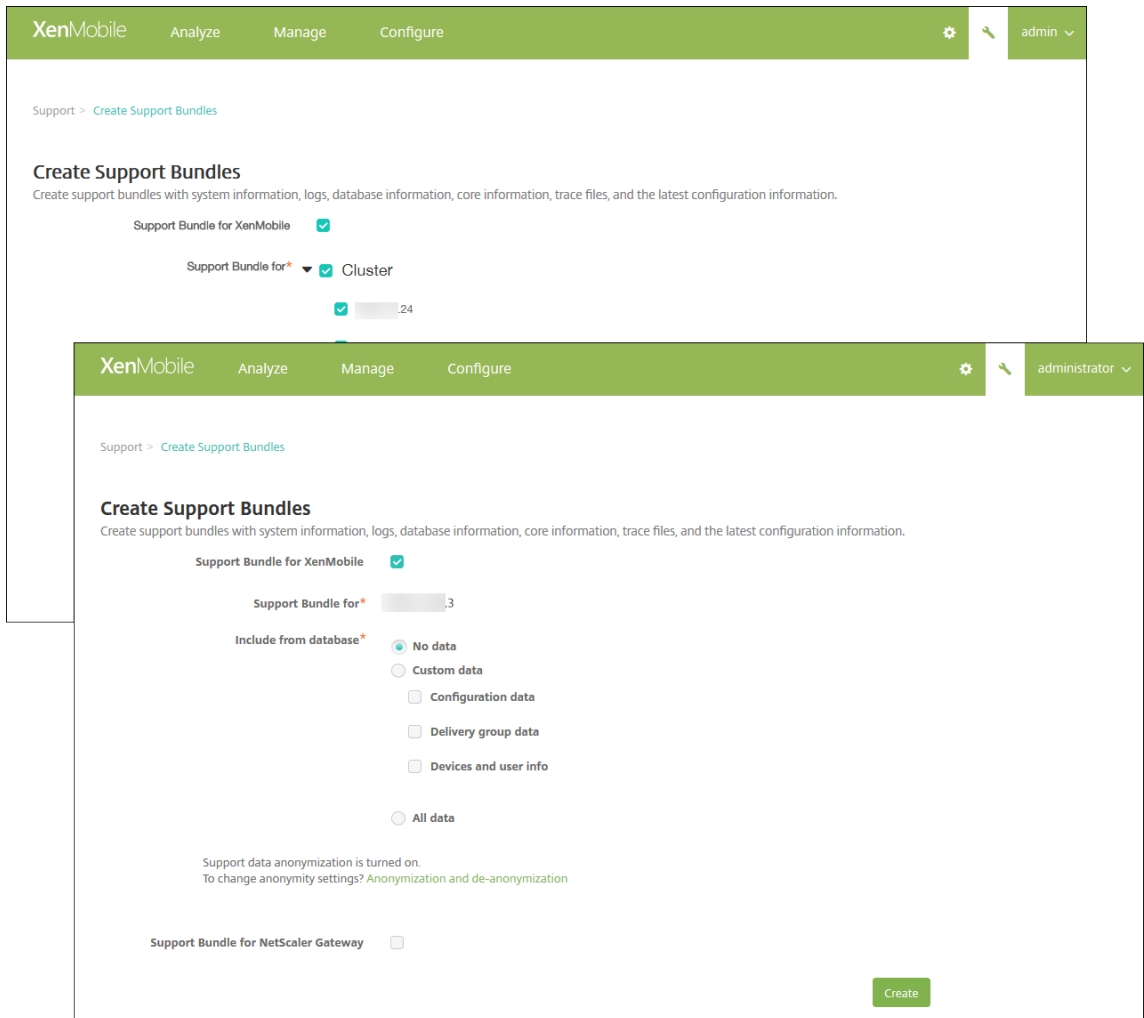 XenMobile Analyze Manage Configure admin
Support > Create Support Bundles
Create Support Bundles
Create support bundles with system information, logs, database information, core information, trace files, and the latest configuration information.
Support Bundle for XenMobile
Support Bundle for* Cluster
.24
XenMobile Analyze Manage Configure administrator
Support > Create Support Bundles
Create Support Bundles
Create support bundles with system information, logs, database information, core information, trace files, and the latest configuration information.
Support Bundle for XenMobile
Support Bundle for* .3
Include from database* No data
Custom data
Configuration data
Delivery group data
Devices and user info
All data
Support data anonymization is turned on.
To change anonymity settings? Anonymization and de-anonymization
Support Bundle for NetScaler Gateway
Create